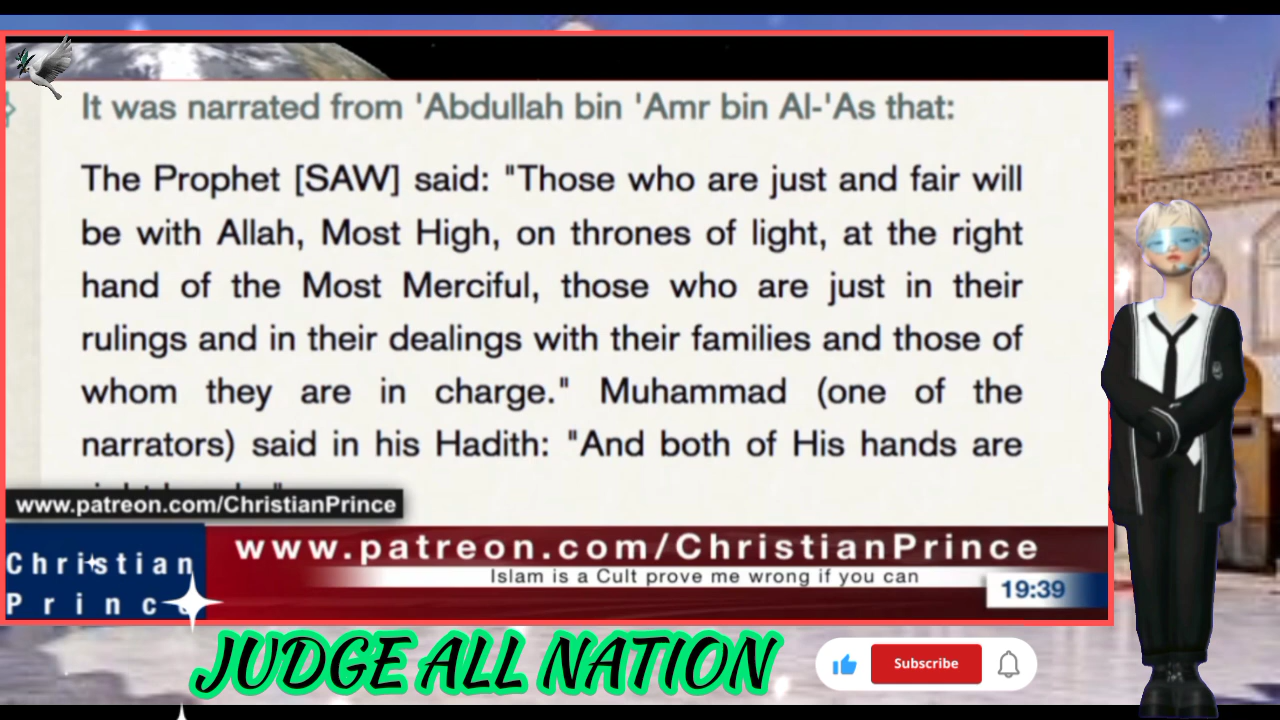 It was narrated from 'Abdullah bin 'Amr bin Al-'As that:
The Prophet [SAW] said: "Those who are just and fair will
be with Allah, Most High, on thrones of light, at the right
hand of the Most Merciful, those who are just in their
rulings and in their dealings with their families and those of
whom they are in charge." Muhammad (one of the
narrators) said in his Hadith: "And both of His hands are
www.patreon.com/ChristianPrince
Christian
Prince
www.patreon.com/ChristianPrince
Islam is a Cult prove me wrong if you can
19:39
JUDGE ALL NATION
Subscribe